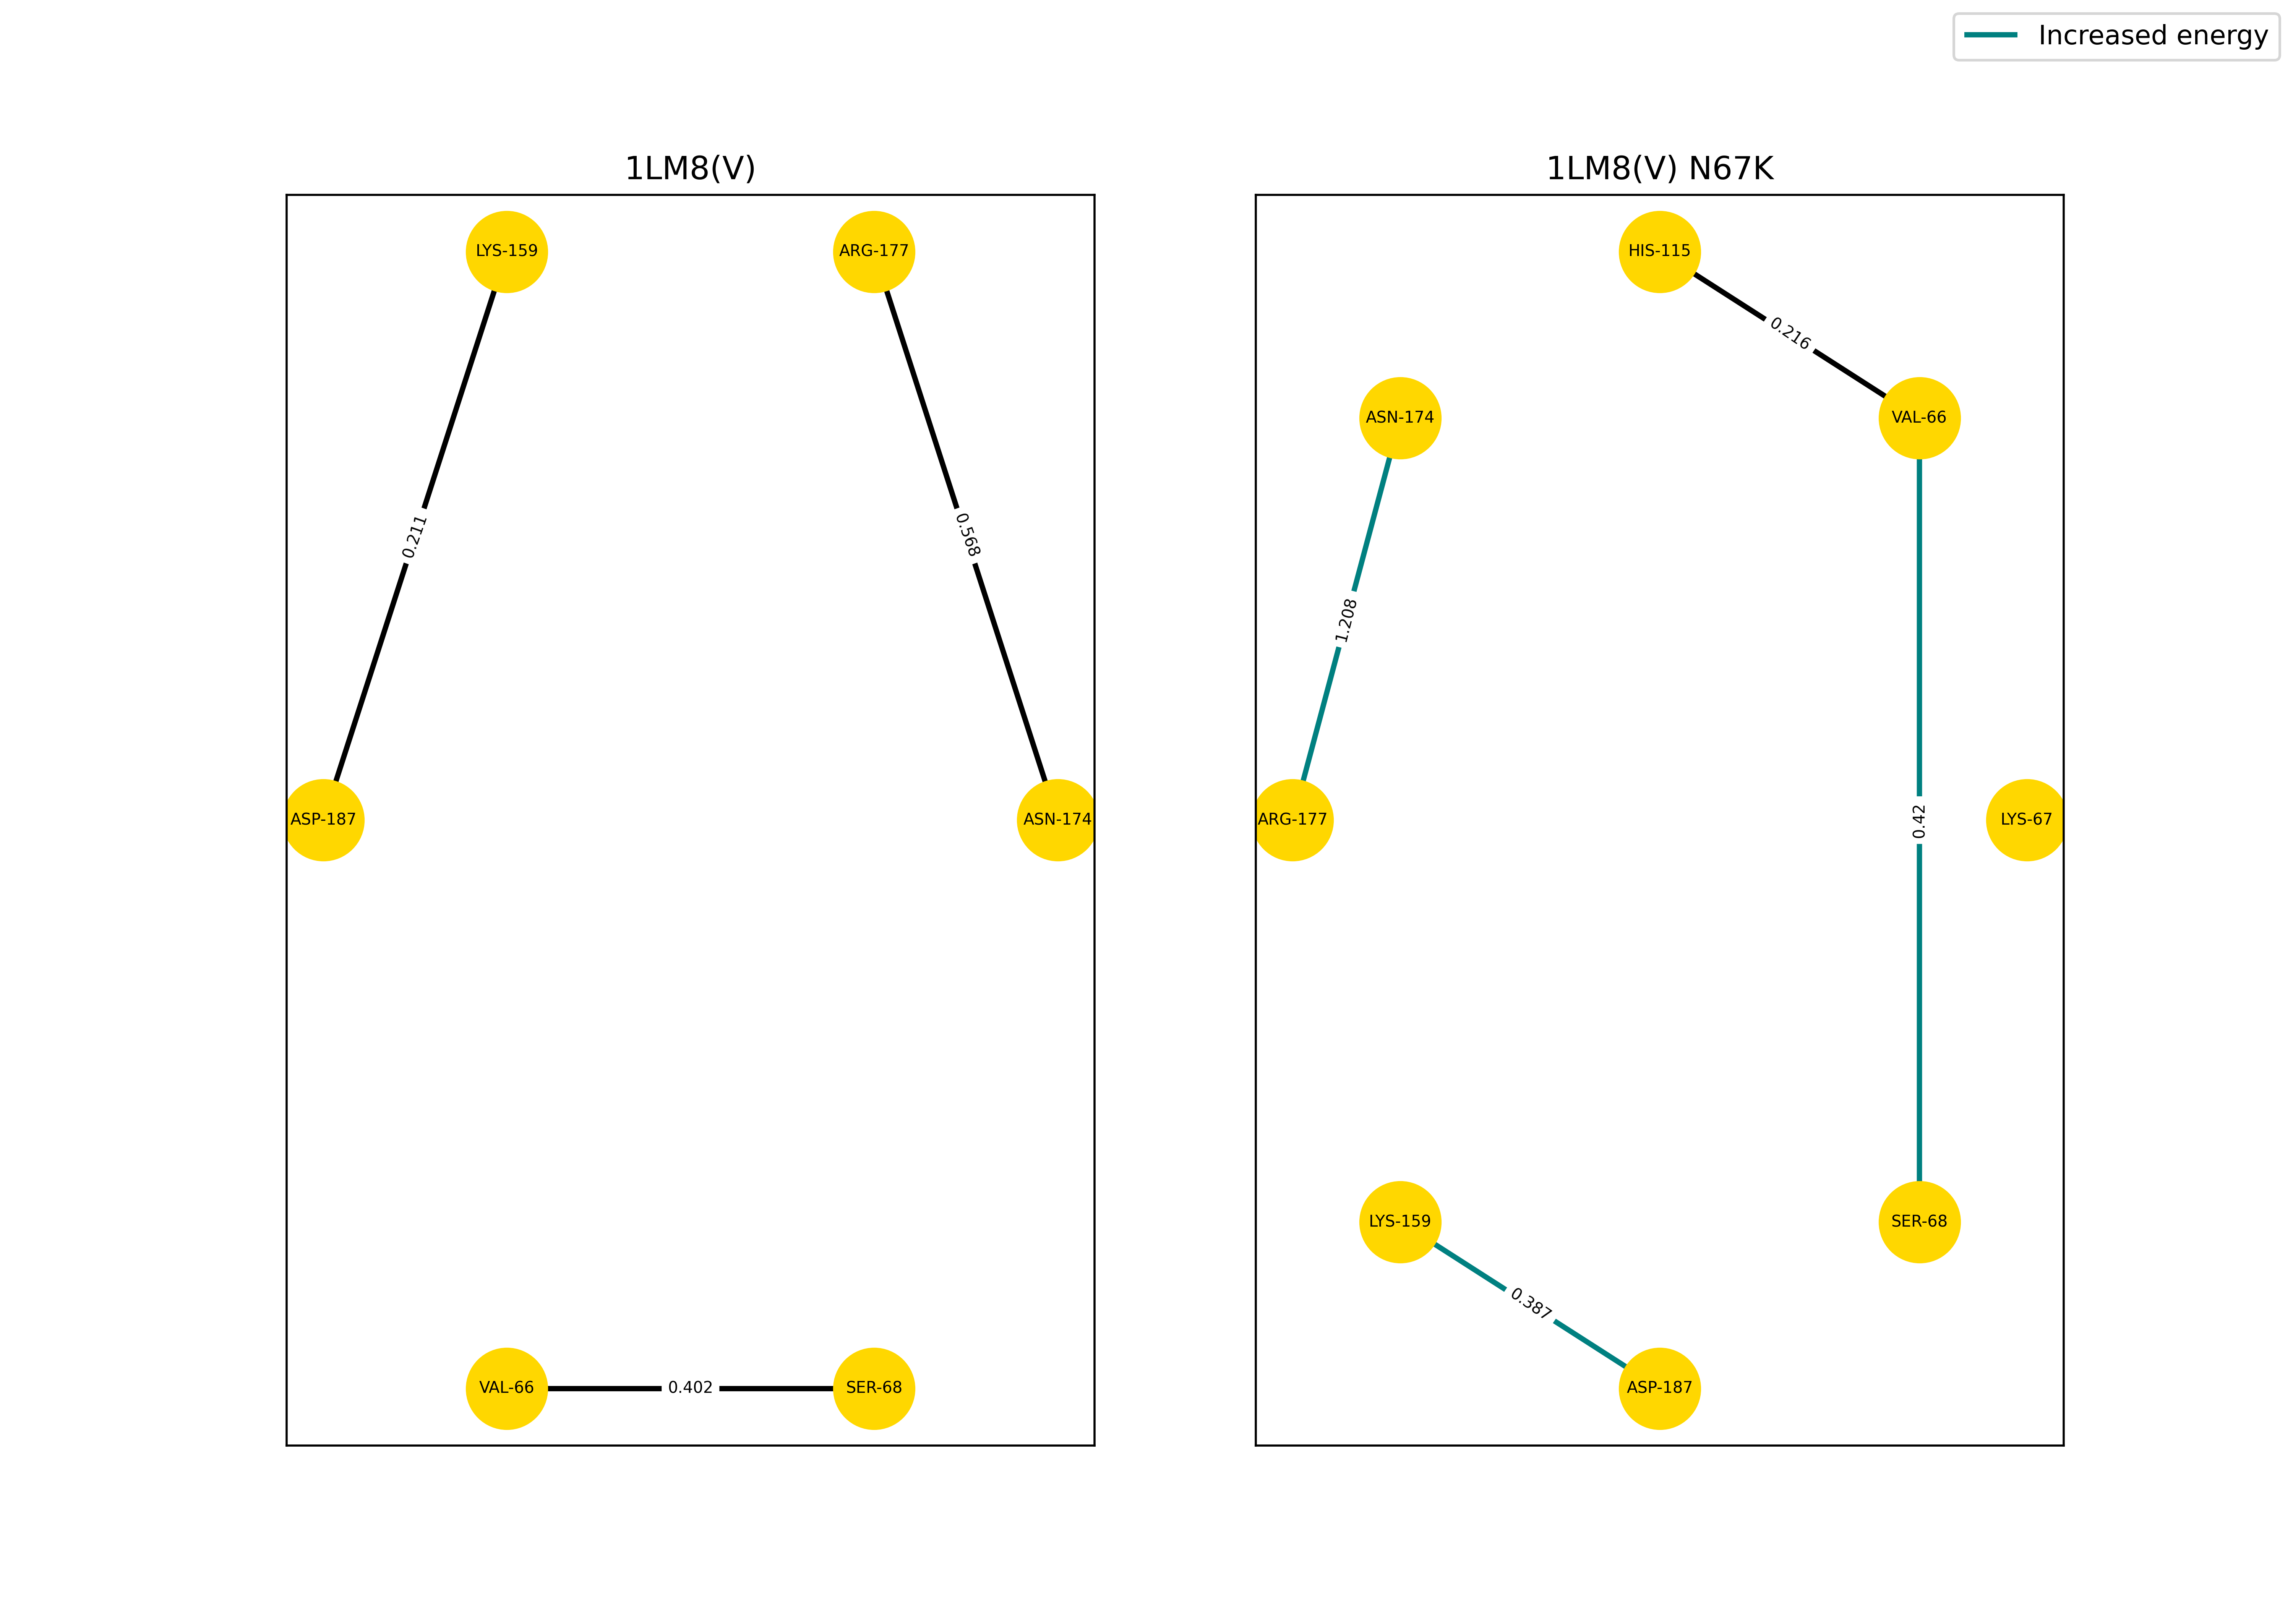 Increased energy
1LM8(V)
LYS-159
ARG-177
0.211
0.568
ASP-187
ASN-174
VAL-66
0.402
SER-68
1LM8(V) N67K
HIS-115
0.216
ASN-174
VAL-66
1.208
ARG-177
0.42
LYS-67
LYS-159
SER-68
0.387
ASP-187